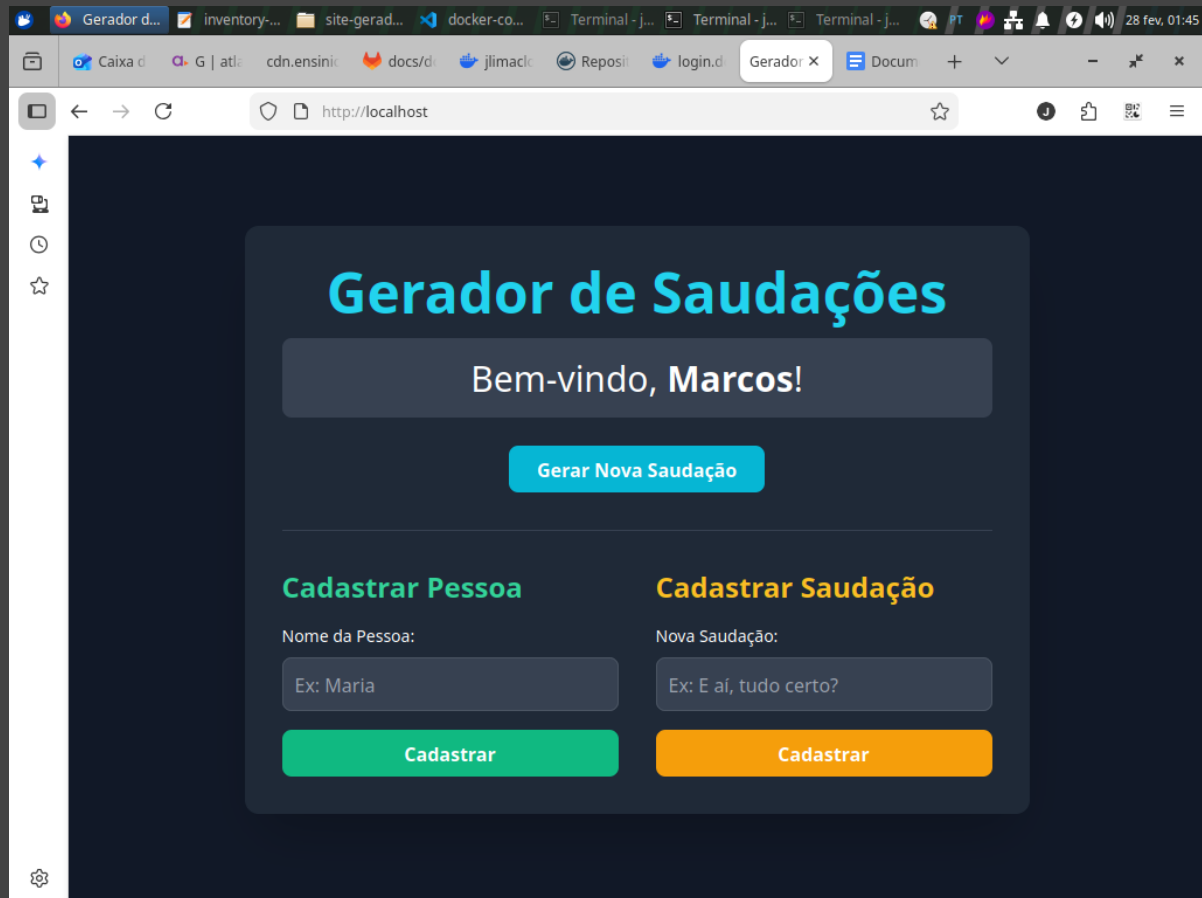 Gerador d...
inventory-...
site-gerad...
docker-co...
Terminal - j...
Terminal - j...
Terminal - j...
PT
28 fev, 01:45
Caixa d
G | atla
cdn.ensinio
docs/d
jlimaclo
Reposit
login.d
Gerador
Docum
http://localhost
J
Gerador de Saudações
Bem-vindo, Marcos!
Gerar Nova Saudação
Cadastrar Pessoa
Cadastrar Saudação
Nome da Pessoa:
Nova Saudação:
Ex: Maria
Ex: E aí, tudo certo?
Cadastrar
Cadastrar